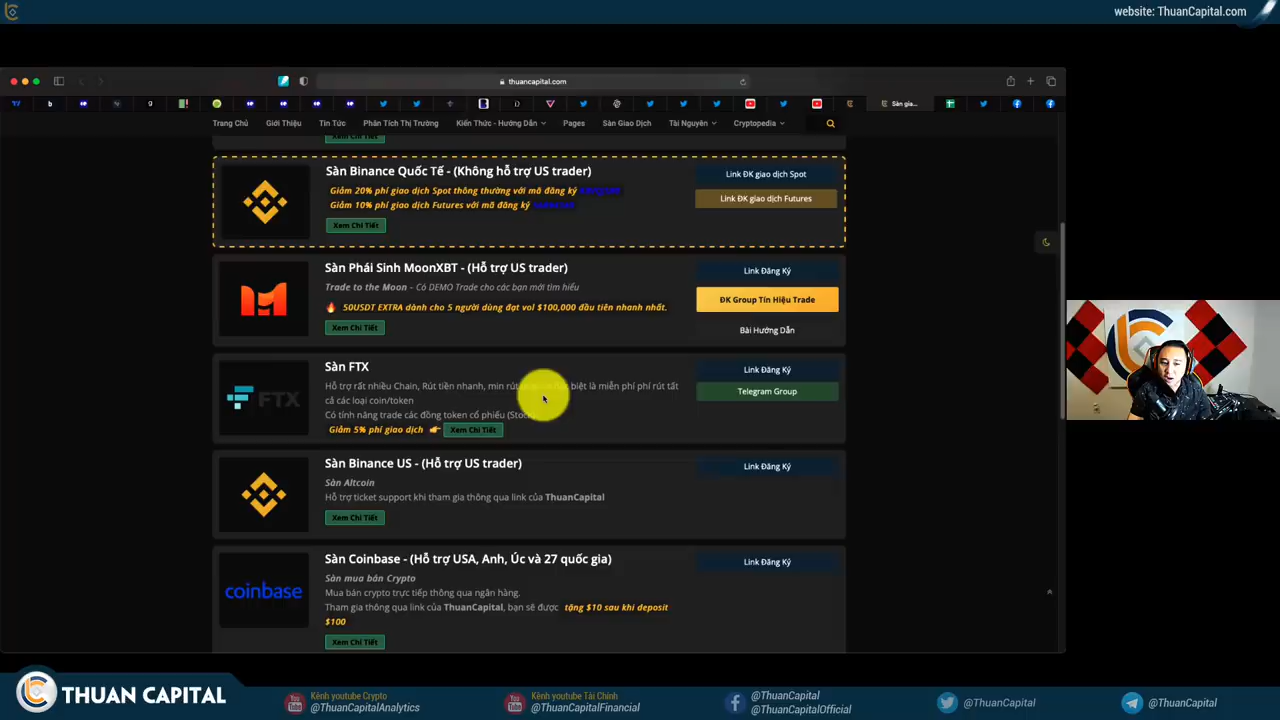 website: ThuanCapital.com
thuancapital.com
Sàn gia...
Trang Chủ
Giới Thiệu
Tin Tức
Phân Tích Thị Trường
Kiến Thức - Hướng Dẫn
Pages
Sàn Giao Dịch
Tài Nguyên
Cryptopedia
Xem Chi Tiết
Sàn Binance Quốc Tế - (Không hỗ trợ US trader)
Giảm 20% phí giao dịch Spot thông thường với mã đăng ký
Giảm 10% phí giao dịch Futures với mã đăng ký
Xem Chi Tiết
Link ĐK giao dịch Spot
Link ĐK giao dịch Futures
Sàn Phái Sinh MoonXBT - (Hỗ trợ US trader)
Trade to the Moon - Có DEMO Trade cho các bạn mới tìm hiểu
50USDT EXTRA dành cho 5 người dùng đạt vol $100,000 đầu tiên nhanh nhất.
Xem Chi Tiết
Link Đăng Ký
ĐK Group Tín Hiệu Trade
Bài Hướng Dẫn
FTX
Sàn FTX
Hỗ trợ rất nhiều Chain, Rút tiền nhanh, min rút biệt là miễn phí phí rút tất
cả các loại coin/token
Có tính năng trade các đồng token cổ phiếu (Stock)
Giảm 5% phí giao dịch
Xem Chi Tiết
Link Đăng Ký
Telegram Group
Sàn Binance US - (Hỗ trợ US trader)
Sàn Altcoin
Hỗ trợ ticket support khi tham gia thông qua link của ThuanCapital
Xem Chi Tiết
Link Đăng Ký
coinbase
Sàn Coinbase - (Hỗ trợ USA, Anh, Úc và 27 quốc gia)
Sàn mua bán Crypto
Mua bán crypto trực tiếp thông qua ngân hàng.
Tham gia thông qua link của ThuanCapital, bạn sẽ được tặng $10 sau khi deposit
$100
Xem Chi Tiết
Link Đăng Ký
THUAN CAPITAL
Kênh youtube Crypto
@ThuanCapitalAnalytics
Kênh youtube Tài Chính
@ThuanCapitalFinancial
@ThuanCapital
@ThuanCapitalOfficial
@ThuanCapital
@ThuanCapital